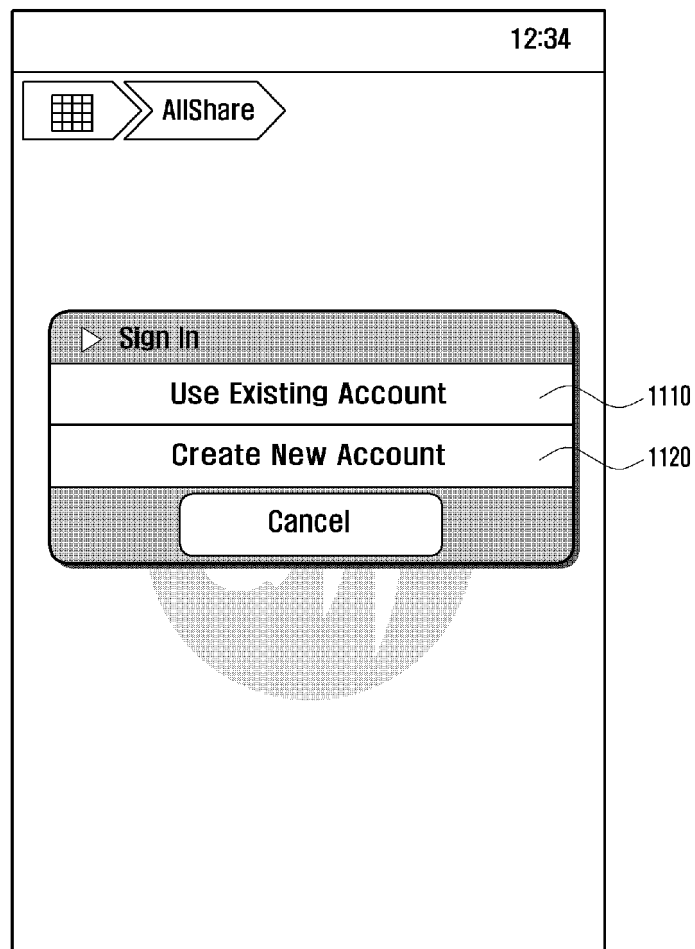 12:34
AllShare
Sign In
Use Existing Account
1110
Create New Account
1120
Cancel